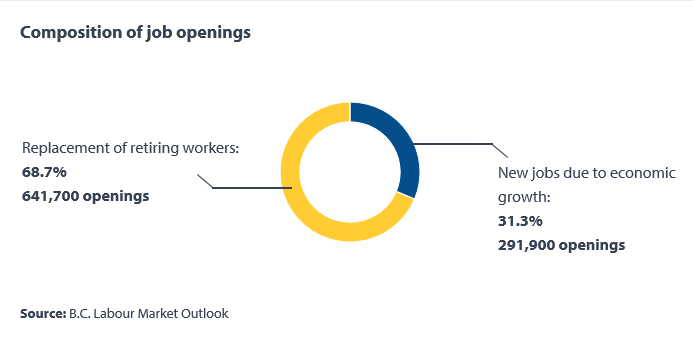 Composition of job openings
Replacement of retiring workers:
68.7%
641,700 openings
New jobs due to economic
growth:
31.3%
291,900 openings
Source: B.C. Labour Market Outlook